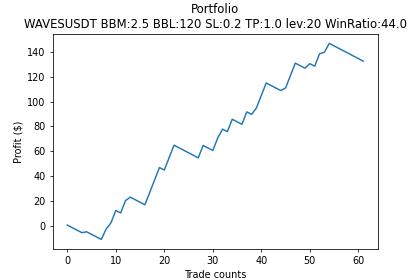 Portfolio
WAVESUSDT BBM:2.5 BBL:120 SL:0.2 TP:1.0 lev:20 WinRatio:44.0
140
120
100
80
60
40
20
0
Profit ($)
0 10 20 30 40 50 60
Trade counts